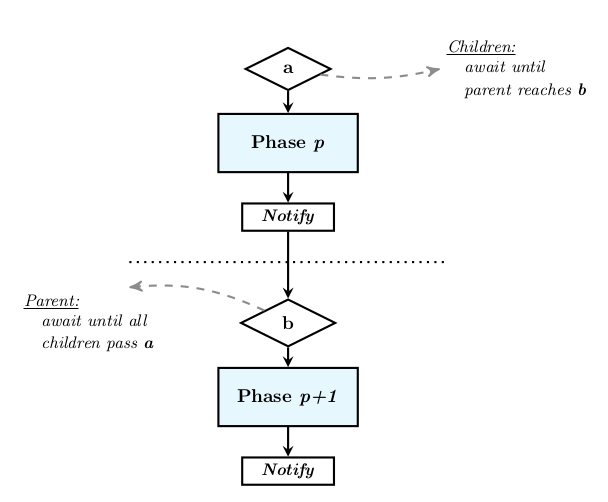 a
Children:
await until
parent reaches b
Phase p
Notify
Parent:
await until all
children pass a
b
Phase p+1
Notify